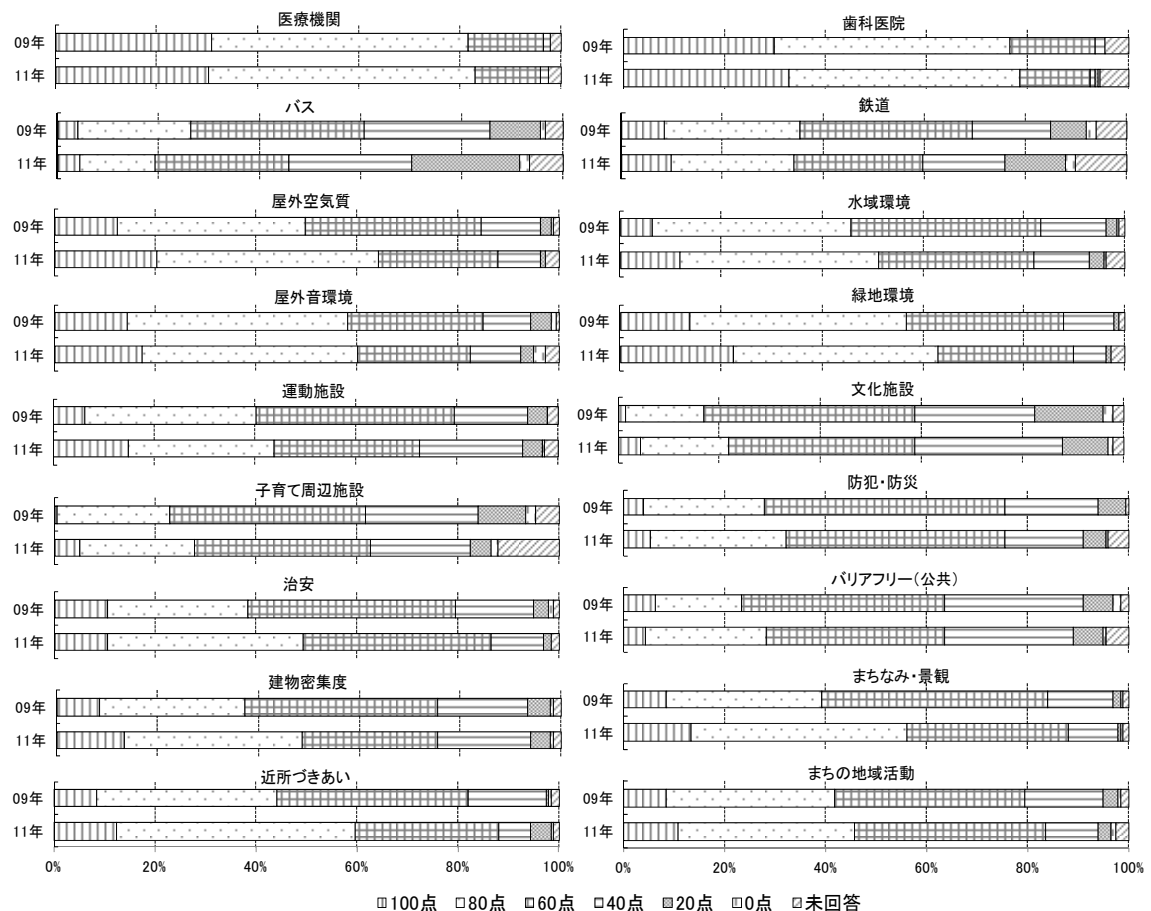 医療機関
09年
11年
歯科医院
09年
11年
バス
09年
11年
鉄道
09年
11年
屋外空気質
09年
11年
水域環境
09年
11年
屋外音環境
09年
11年
緑地環境
09年
11年
運動施設
09年
11年
文化施設
09年
11年
子育て周辺施設
09年
11年
防犯・防災
09年
11年
治安
09年
11年
バリアフリー(公共)
09年
11年
建物密集度
09年
11年
まちなみ・景観
09年
11年
近所づきあい
09年
11年
0% 20% 40% 60% 80% 100%
まちの地域活動
09年
11年
0% 20% 40% 60% 80% 100%
100点 80点 60点 40点 20点 0点 未回答